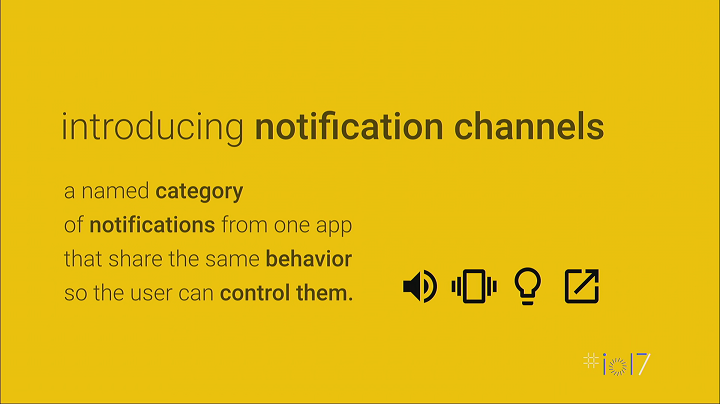 introducing notification channels
a named category
of notifications from one app
that share the same behavior
so the user can control them.
#io17